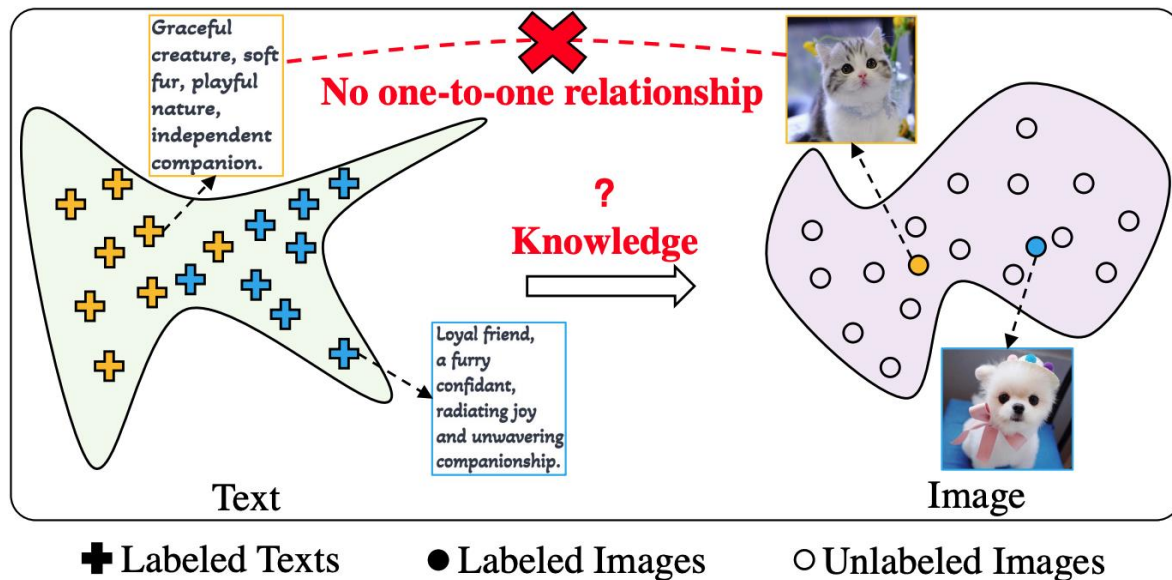 Graceful
creature, soft
fur, playful
nature,
independent
companion.
No one-to-one relationship
?
Knowledge
Loyal friend,
a furry
confidant,
radiating joy
and unwavering
companionship.
Text
Image
Labeled Texts
Labeled Images
Unlabeled Images